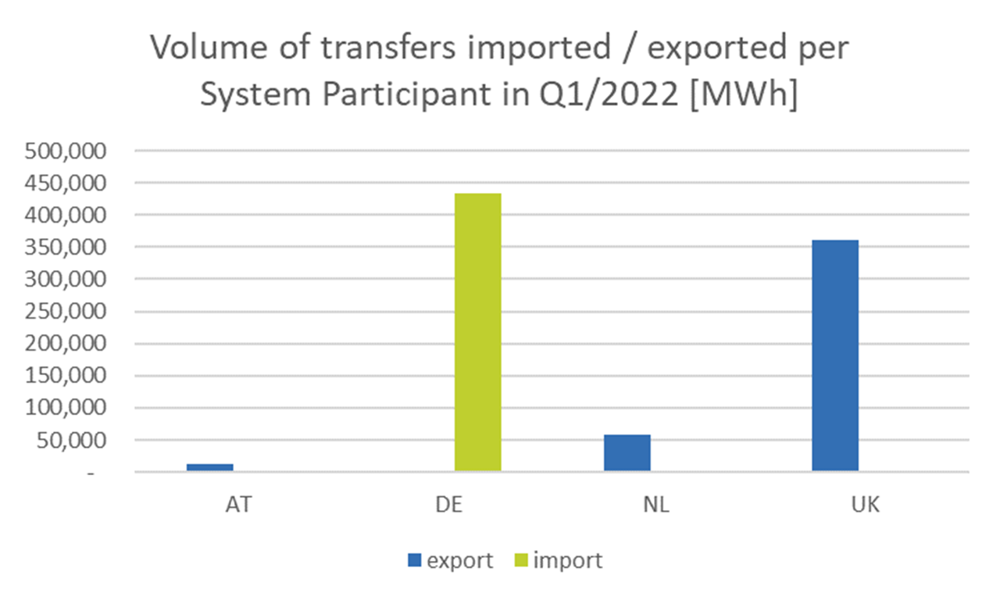 Volume of transfers imported / exported per
System Participant in Q1/2022 [MWh]
500,000
450,000
400,000
350,000
300,000
250,000
200,000
150,000
100,000
50,000
-
AT DE NL UK
export import